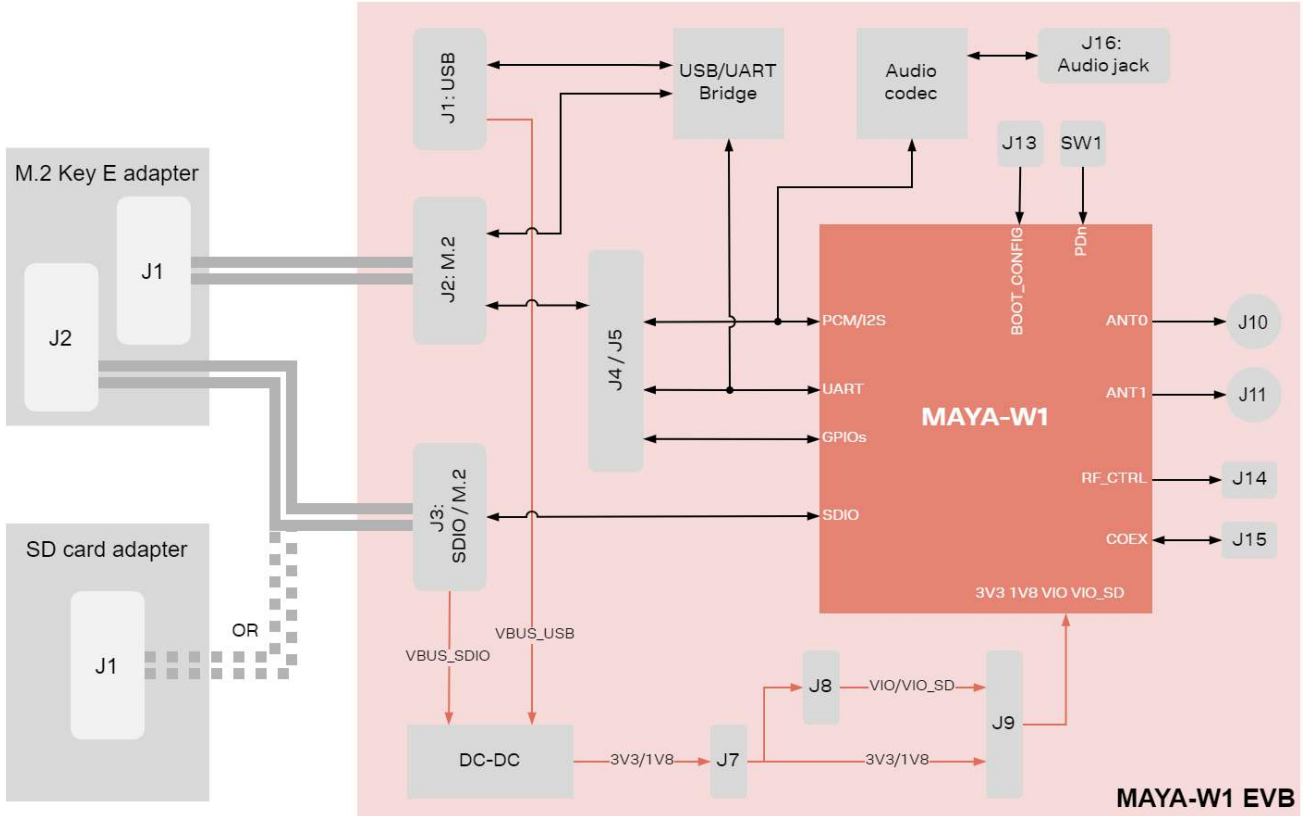 J1: USB
USB/UART
Bridge
Audio
codec
J16:
Audio jack
J13
SW1
M.2 Key E adapter
J1
J2
J2: M.2
J4 / J5
BOOT_CONFIG
PDn
PCM/I2S
UART
GPIOs
SDIO
MAYA-W1
ANT0
ANT1
RF_CTRL
COEX
3V3 1V8 VIO VIO_SD
J10
J11
J14
J15
J3:
SDIO / M.2
SD card adapter
J1
OR
VBUS_SDIO
VBUS_USB
DC-DC
3V3/1V8
J7
J8
VIO/VIO_SD
3V3/1V8
J9
MAYA-W1 EVB